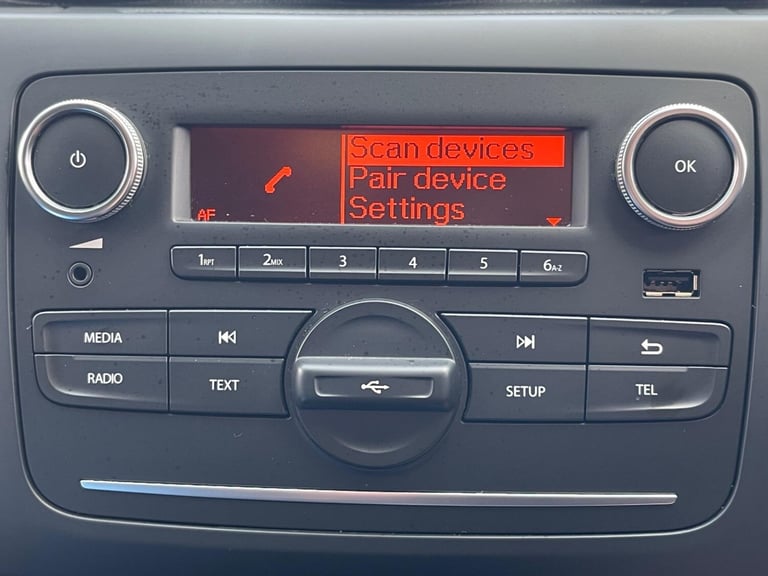 Scan devices
Pair device
Settings
AF
OK
1RPT 2MIX 3 4 5 6A-Z
MEDIA
RADIO TEXT SETUP TEL